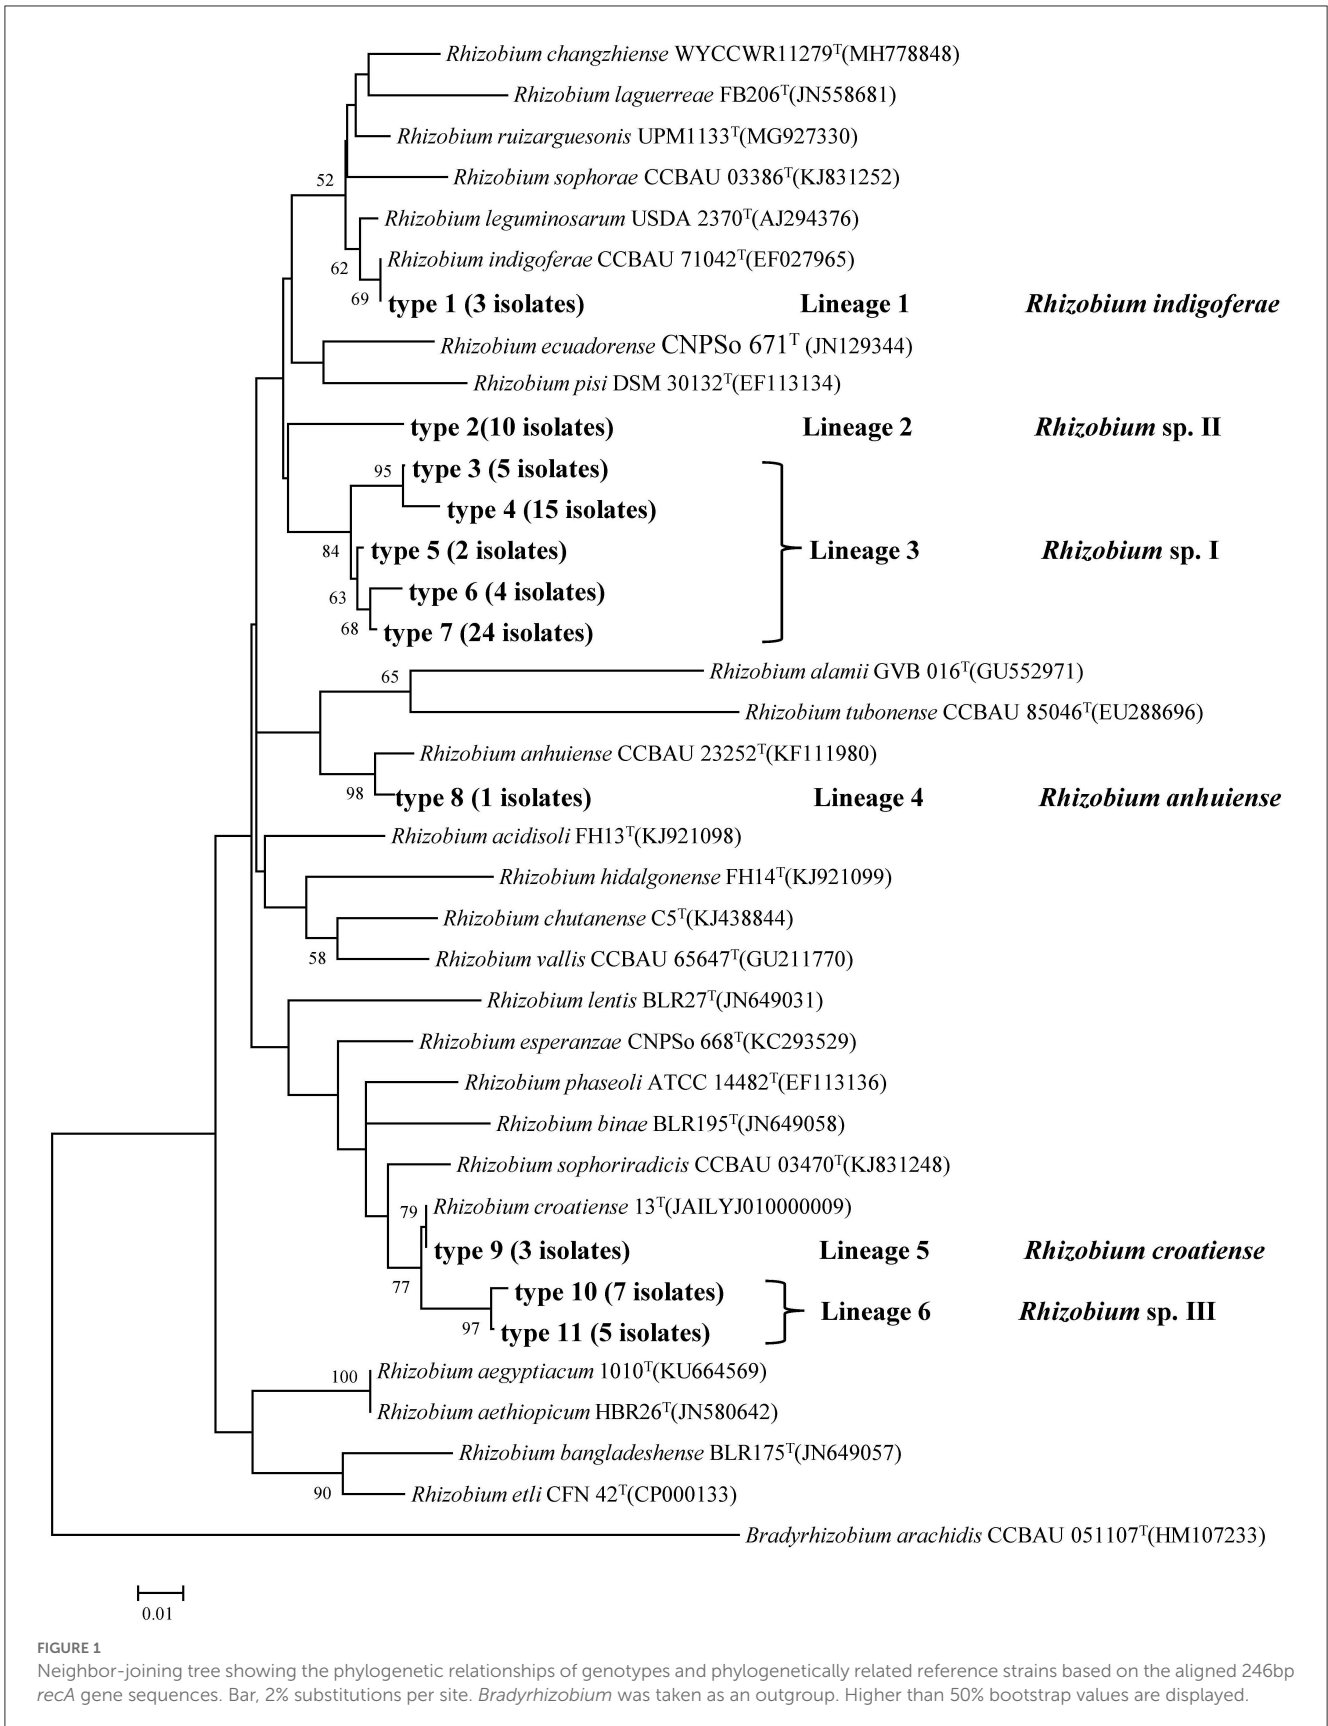 Rhizobium changzhiense WYCCWR11279ᵀ(MH778848)
Rhizobium laguerreae FB206ᵀ(JN558681)
Rhizobium ruizarguesonis UPM1133ᵀ(MG927330)
Rhizobium sophorae CCBAU 03386ᵀ(KJ831252)
52
Rhizobium leguminosarum USDA 2370ᵀ(AJ294376)
Rhizobium indigoferae CCBAU 71042ᵀ(EF027965)
62
69
type 1 (3 isolates) Lineage 1 Rhizobium indigoferae
Rhizobium ecuadorense CNPSo 671ᵀ (JN129344)
Rhizobium pisi DSM 30132ᵀ(EF113134)
type 2(10 isolates) Lineage 2 Rhizobium sp. II
95
type 3 (5 isolates)
type 4 (15 isolates)
84
type 5 (2 isolates) Lineage 3 Rhizobium sp. I
type 6 (4 isolates)
63
68
type 7 (24 isolates)
Rhizobium alamii GVB 016ᵀ(GU552971)
65
Rhizobium tubonense CCBAU 85046ᵀ(EU288696)
Rhizobium anhuiense CCBAU 23252ᵀ(KF111980)
98
type 8 (1 isolates) Lineage 4 Rhizobium anhuiense
Rhizobium acidisoli FH13ᵀ(KJ921098)
Rhizobium hidalgonense FH14ᵀ(KJ921099)
Rhizobium chutanense C5ᵀ(KJ438844)
58
Rhizobium vallis CCBAU 65647ᵀ(GU211770)
Rhizobium lentis BLR27ᵀ(JN649031)
Rhizobium esperanzae CNPSo 668ᵀ(KC293529)
Rhizobium phaseoli ATCC 14482ᵀ(EF113136)
Rhizobium binae BLR195ᵀ(JN649058)
Rhizobium sophoriradicis CCBAU 03470ᵀ(KJ831248)
79
Rhizobium croatiense 13ᵀ(JAILYJ010000009)
type 9 (3 isolates) Lineage 5 Rhizobium croatiense
77
type 10 (7 isolates)
Lineage 6 Rhizobium sp. III
97
type 11 (5 isolates)
100
Rhizobium aegyptiacum 1010ᵀ(KU664569)
Rhizobium aethiopicum HBR26ᵀ(JN580642)
Rhizobium bangladeshense BLR175ᵀ(JN649057)
90
Rhizobium etli CFN 42ᵀ(CP000133)
Bradyrhizobium arachidis CCBAU 051107ᵀ(HM107233)
0.01
FIGURE 1
Neighbor-joining tree showing the phylogenetic relationships of genotypes and phylogenetically related reference strains based on the aligned 246bp
recA gene sequences. Bar, 2% substitutions per site. Bradyrhizobium was taken as an outgroup. Higher than 50% bootstrap values are displayed.